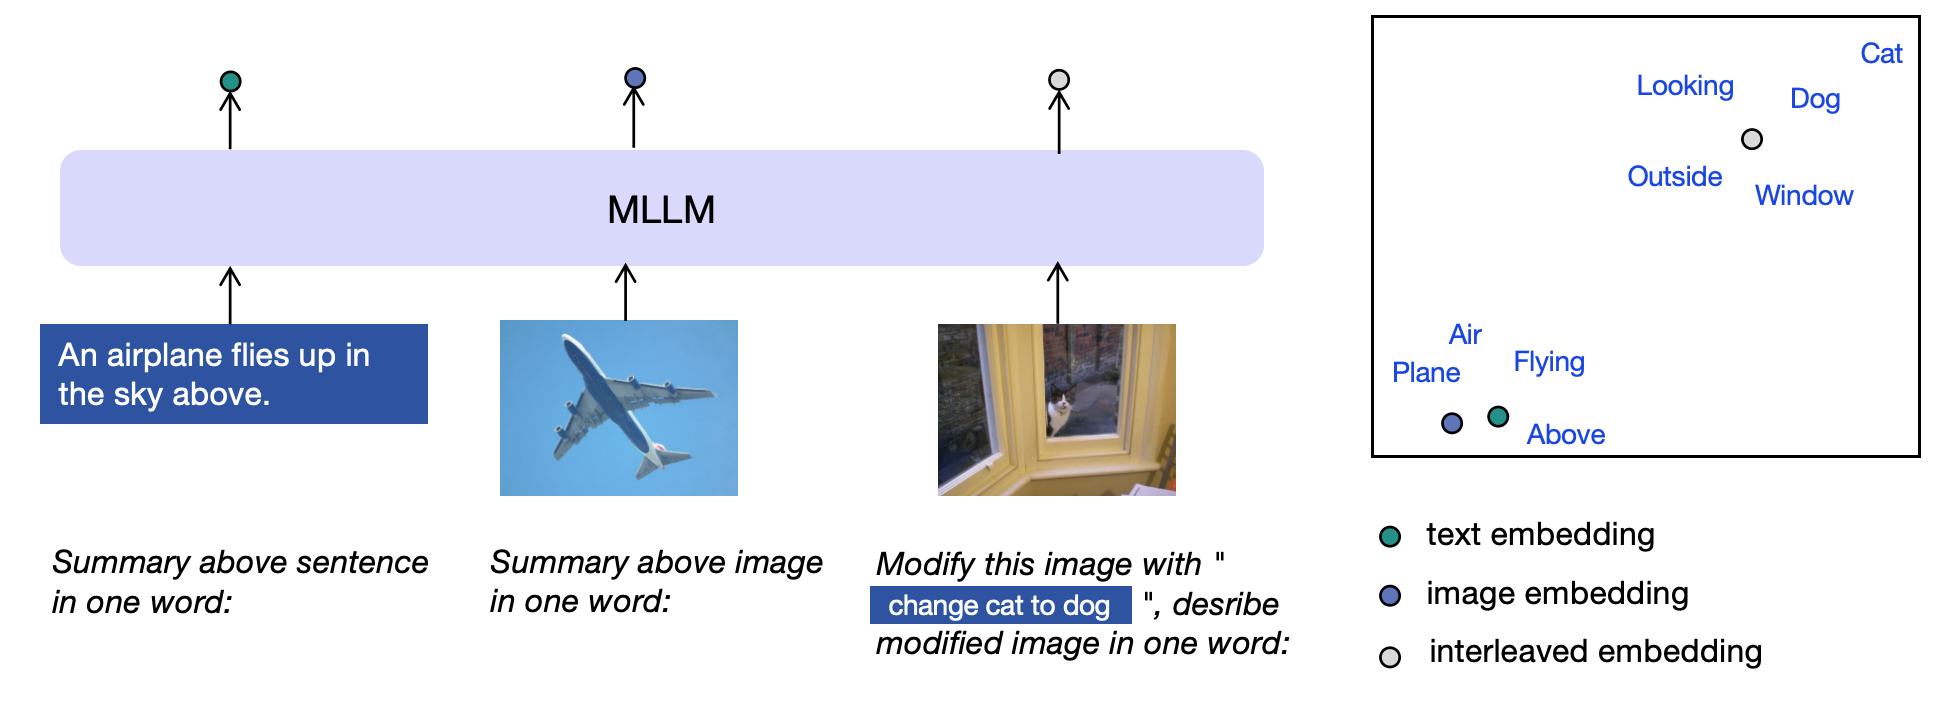 MLLM
An airplane flies up in
the sky above.
Summary above sentence
in one word:
Summary above image
in one word:
Modify this image with "
change cat to dog ", desribe
modified image in one word:
Cat
Looking
Dog
Outside
Window
Air
Flying
Plane
Above
text embedding
image embedding
interleaved embedding